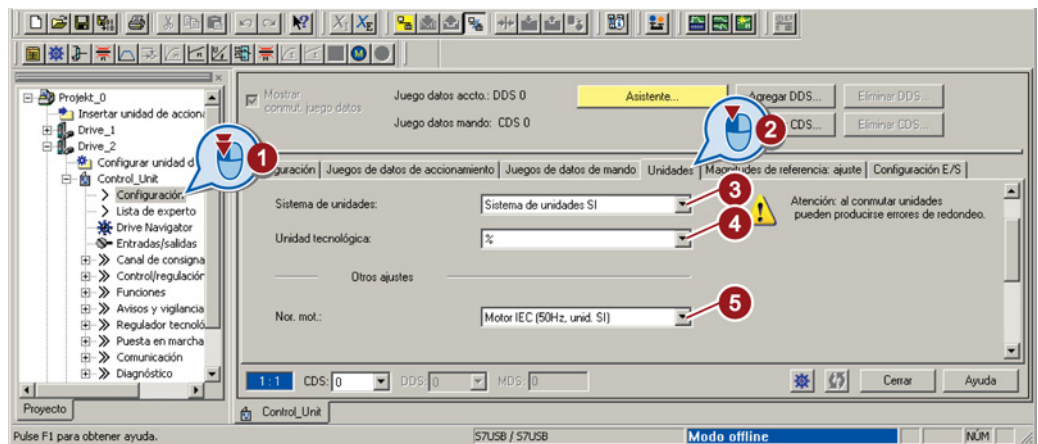 Mostrar
conmut. juego datos
Juego datos accto.: DDS 0
Asistente...
Agregar DDS...
Eliminar DDS...
Juego datos mando: CDS 0
CDS...
Eliminar CDS...
Projekt_0
Insertar unidad de acciona
Drive_1
Drive_2
Configurar unidad d
Control_Unit
Configuración.
Lista de experto
Drive Navigator
Entradas/salidas
Canal de consigna
Control/regulación
Funciones
Avisos y vigilancia
Regulador tecnoló
Puesta en marcha
Comunicación
Diagnóstico
Proyecto
1
2
guración Juegos de datos de accionamiento Juegos de datos de mando Unidades Magnitudes de referencia: ajuste Configuración E/S
Sistema de unidades:
Sistema de unidades SI
3
Atención: al conmutar unidades
pueden producirse errores de redondeo.
Unidad tecnológica:
%
4
Otros ajustes
Nor. mot.:
Motor IEC (50Hz, unid. SI)
5
1 : 1 CDS: 0 DDS: 0 MDS: 0
Cerrar
Ayuda
Control_Unit
Pulse F1 para obtener ayuda.
S7USB / S7USB
Modo offline
NÚM